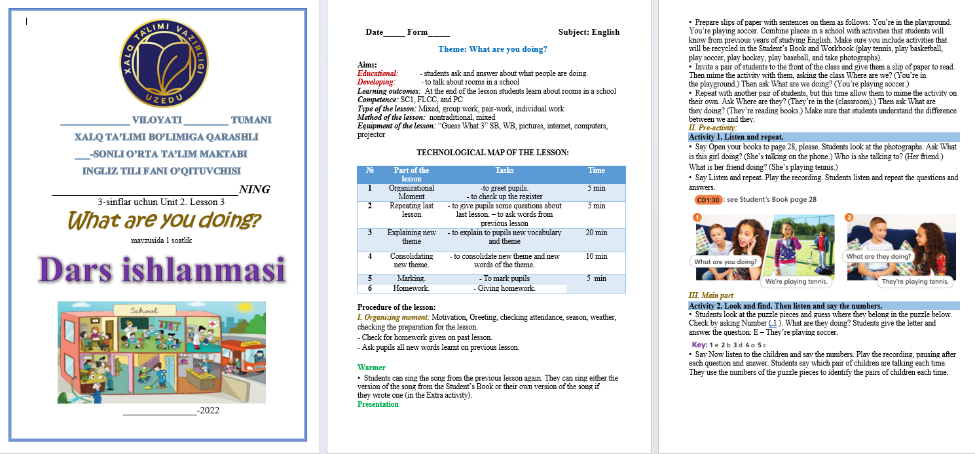 XALQ TALIMI VAZIRLIGI
UZEDU
____________ VILOYATI ________ TUMANI
XALQ TA'LIMI BO'LIMIGA QARASHLI
___-SONLI O'RTA TA'LIM MAKTABI
INGLIZ TILI FANI O'QITUVCHISI
______________________________NING
3-sinflar uchun Unit 2. Lesson 3
What are you doing?
mavzusida 1 soatlik
Dars ishlanmasi
School
______________-2022
Date_____ Form_____ Subject: English
Theme: What are you doing?
Aims:
Educational: - students ask and answer about what people are doing.
Developing: - to talk about rooms in a school
Learning outcomes: At the end of the lesson students learn about rooms in a school
Competence: SC1, FLCC, and PC
Type of the lesson: Mixed, group work, pair-work, individual work
Method of the lesson: nontraditional, mixed
Equipment of the lesson: "Guess What 3" SB, WB, pictures, internet, computers,
projector
TECHNOLOGICAL MAP OF THE LESSON:
№ Part of the lesson Tasks Time
1 Organizational Moment -to greet pupils. - to check up the register 5 min
2 Repeating last lesson - to give pupils some questions about last lesson. – to ask words from previous lesson 5 min
3 Explaining new theme - to explain to pupils new vocabulary and theme 20 min
4 Consolidating new theme. - to consolidate new theme and new words of the theme. 10 min
5 Marking. - To mark pupils 5 min
6 Homework. - Giving homework.
Procedure of the lesson:
I. Organizing moment: Motivation, Greeting, checking attendance, season, weather,
checking the preparation for the lesson.
- Check for homework given on past lesson.
- Ask pupils all new words learnt on previous lesson.
Warmer
• Students can sing the song from the previous lesson again. They can sing either the
version of the song from the Student's Book or their own version of the song if
they wrote one (in the Extra activity).
Presentation
• Prepare slips of paper with sentences on them as follows: You're in the playground.
You're playing soccer. Combine places in a school with activities that students will
know from previous years of studying English. Make sure you include activities that
will be recycled in the Student's Book and Workbook (play tennis, play basketball,
play soccer, play hockey, play baseball, and take photographs).
• Invite a pair of students to the front of the class and give them a slip of paper to read.
Then mime the activity with them, asking the class Where are we? (You're in
the playground.) Then ask What are we doing? (You're playing soccer.)
• Repeat with another pair of students, but this time allow them to mime the activity on
their own. Ask Where are they? (They're in the (classroom).) Then ask What are
they doing? (They're reading books.) Make sure that students understand the difference
between we and they.
II. Pre-activity:
Activity 1. Listen and repeat.
• Say Open your books to page 28, please. Students look at the photographs. Ask What
is this girl doing? (She's talking on the phone.) Who is she talking to? (Her friend.)
What is her friend doing? (She's playing tennis.)
• Say Listen and repeat. Play the recording. Students listen and repeat the questions and
answers.
CD1:30: see Student's Book page 28
1
What are you doing?
We're playing tennis.
2
What are they doing?
They're playing tennis.
III. Main part
Activity 2. Look and find. Then listen and say the numbers.
• Students look at the puzzle pieces and guess where they belong in the puzzle below.
Check by asking Number (1). What are they doing? Students give the letter and
answer the question: E – They're playing soccer.
Key: 1 e 2 b 3 d 4 a 5 c
• Say Now listen to the children and say the numbers. Play the recording, pausing after
each question and answer. Students say which pair of children are talking each time.
They use the numbers of the puzzle pieces to identify the pairs of children each time.